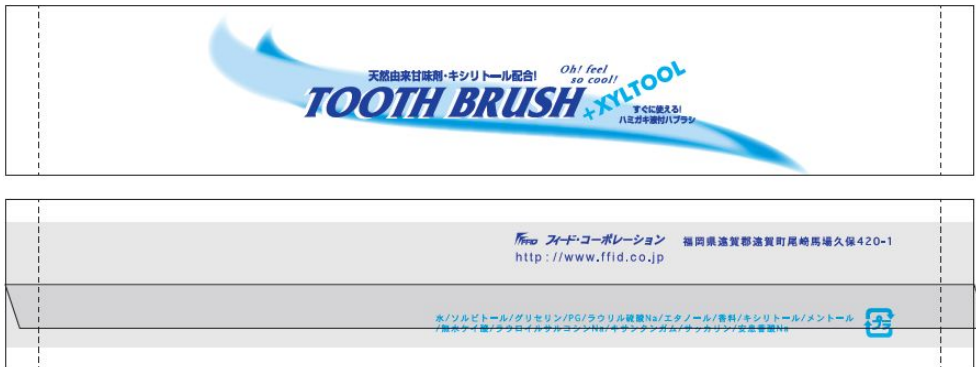 天然由来甘味剤・キシリトール配合!
Oh! feel
so cool!
TOOTH BRUSH
+XYLTOOL
すぐに使える!
ハミガキ液付ハブラシ
FFID フィード・コーポレーション 福岡県遠賀郡遠賀町尾崎馬場久保420-1
http://www.ffid.co.jp
水/ソルビトール/グリセリン/PG/ラウリル硫酸Na/エタノール/香料/キシリトール/メントール
/無水ケイ酸/ラウロイルサルコシンNa/キサンタンガム/サッカリン/安息香酸Na
プラ